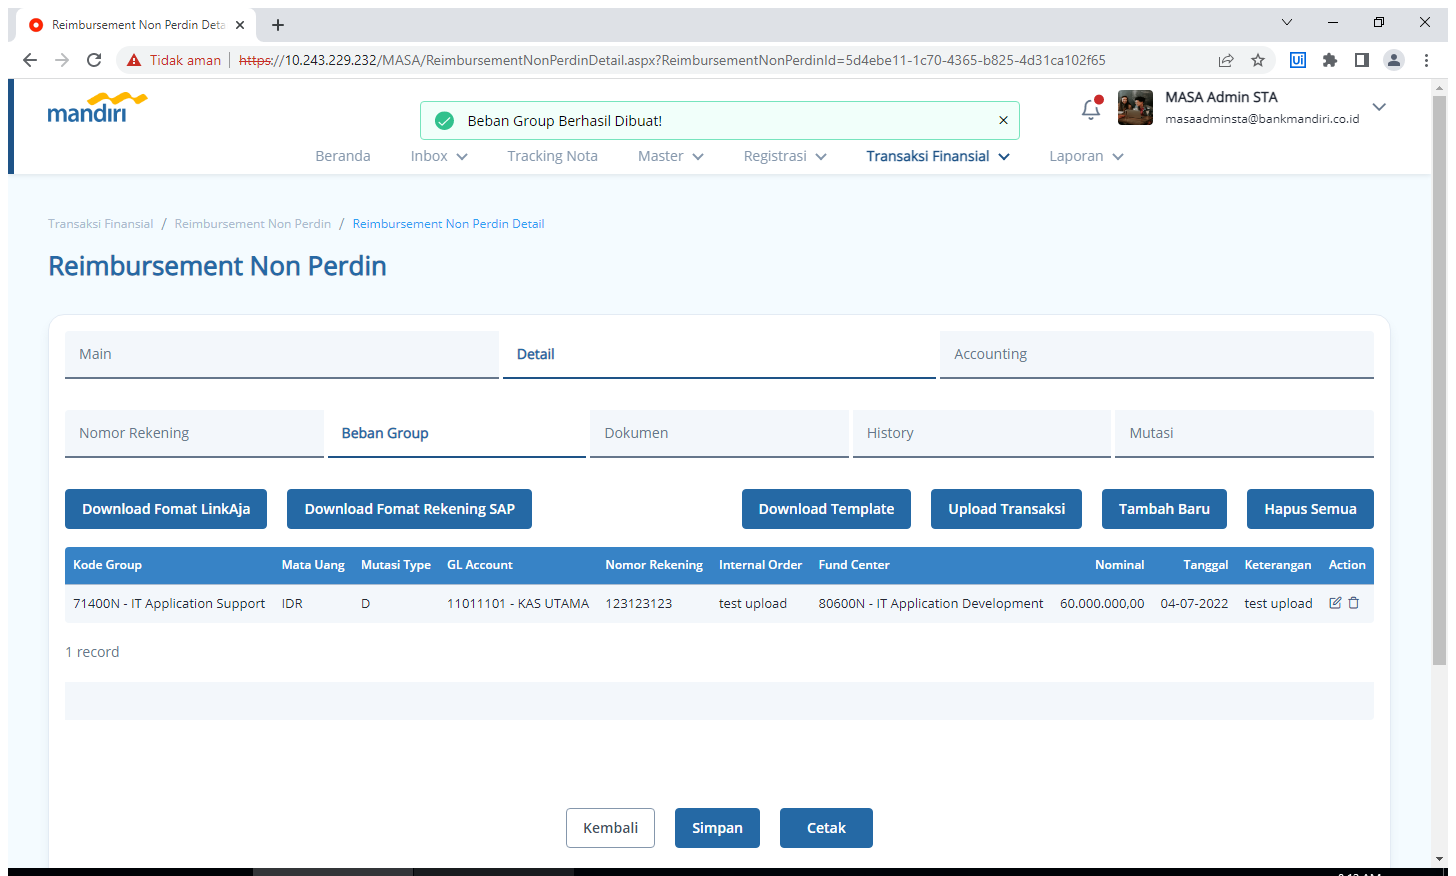 Reimbursement Non Perdin Deta
Tidak aman
https://10.243.229.232/MASA/ReimbursementNonPerdinDetail.aspx?ReimbursementNonPerdinId=5d4ebe11-1c70-4365-b825-4d31ca102f65
Ui
mandiri
Beban Group Berhasil Dibuat!
MASA Admin STA
masaadminsta@bankmandiri.co.id
Beranda Inbox Tracking Nota Master Registrasi Transaksi Finansial Laporan
Transaksi Finansial / Reimbursement Non Perdin / Reimbursement Non Perdin Detail
Reimbursement Non Perdin
Main Detail Accounting
Nomor Rekening Beban Group Dokumen History Mutasi
Download Fomat LinkAja Download Fomat Rekening SAP Download Template Upload Transaksi Tambah Baru Hapus Semua
Kode Group Mata Uang Mutasi Type GL Account Nomor Rekening Internal Order Fund Center Nominal Tanggal Keterangan Action
71400N - IT Application Support IDR D 11011101 - KAS UTAMA 123123123 test upload 80600N - IT Application Development 60.000.000,00 04-07-2022 test upload
1 record
Kembali Simpan Cetak